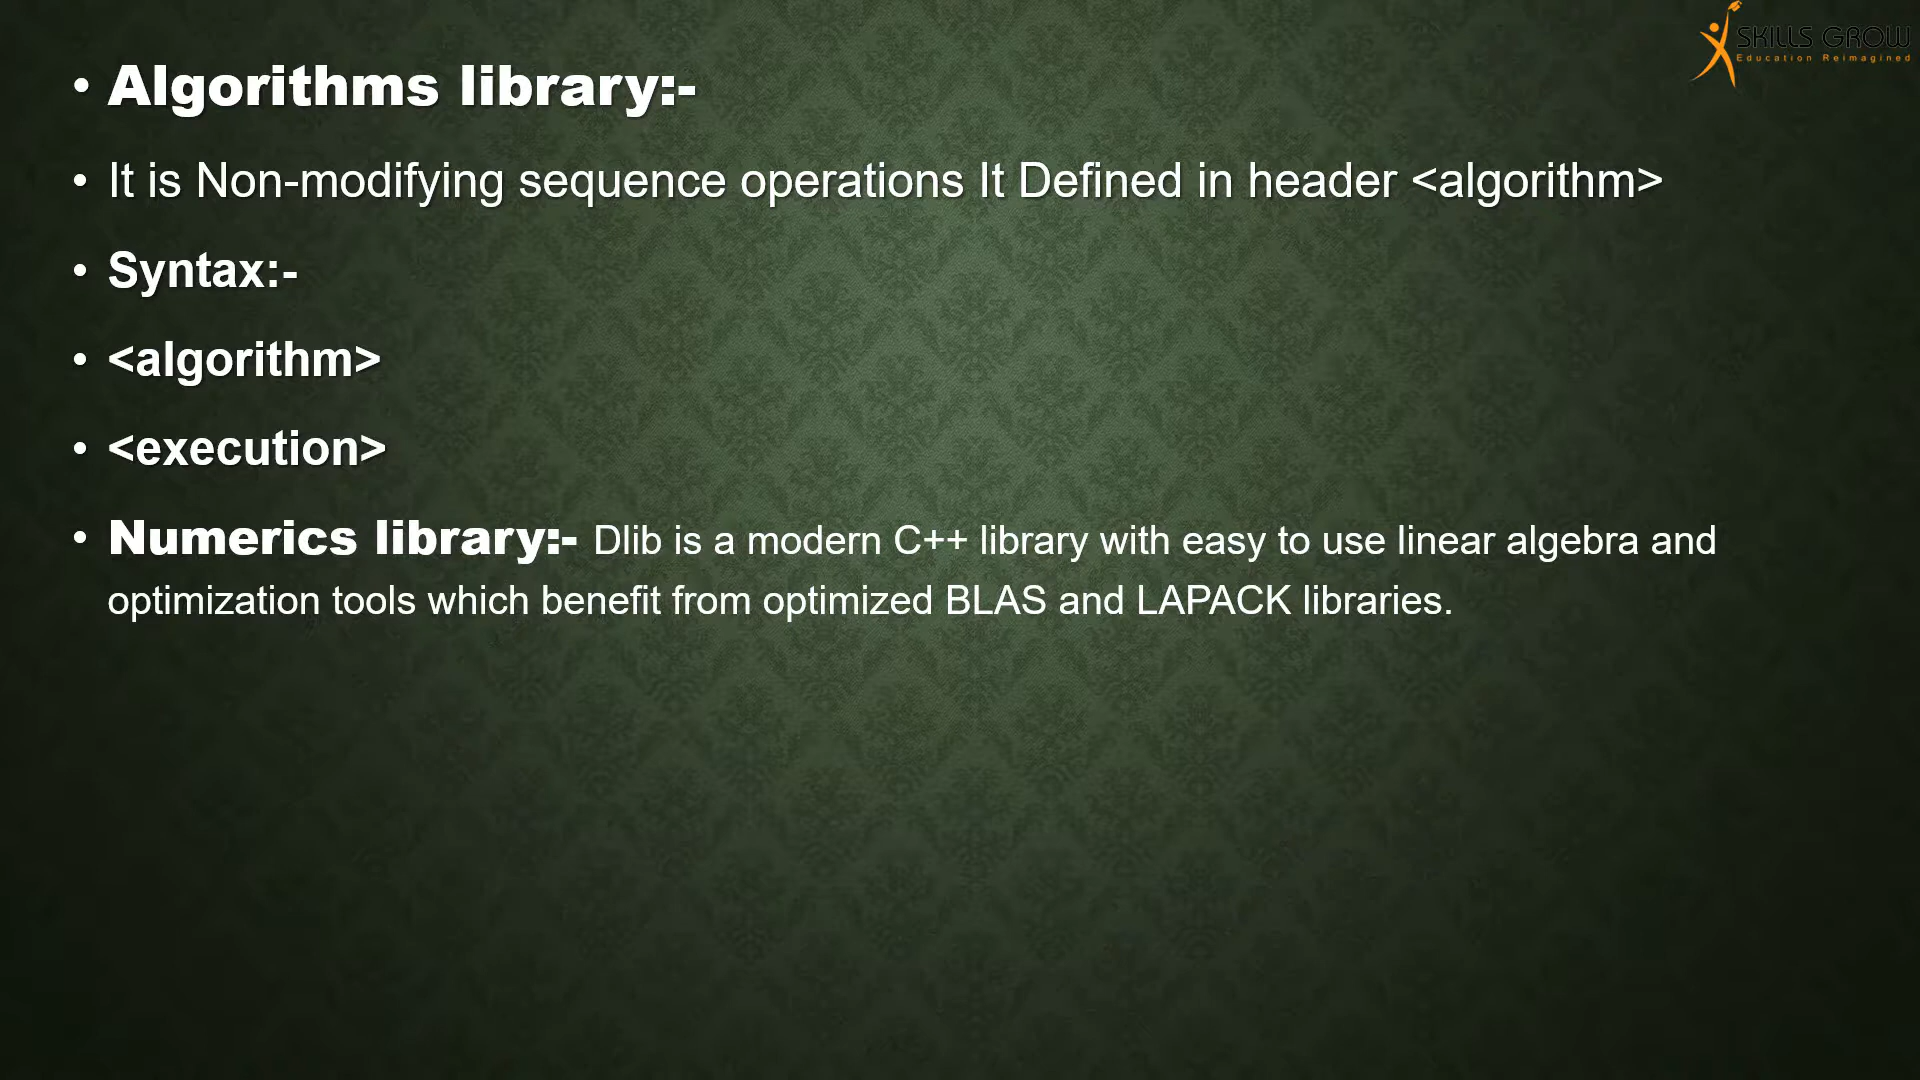 SKILLS GROW
Education Reimagined
• Algorithms library:-
• It is Non-modifying sequence operations It Defined in header <algorithm>
• Syntax:-
• <algorithm>
• <execution>
• Numerics library:- Dlib is a modern C++ library with easy to use linear algebra and
optimization tools which benefit from optimized BLAS and LAPACK libraries.